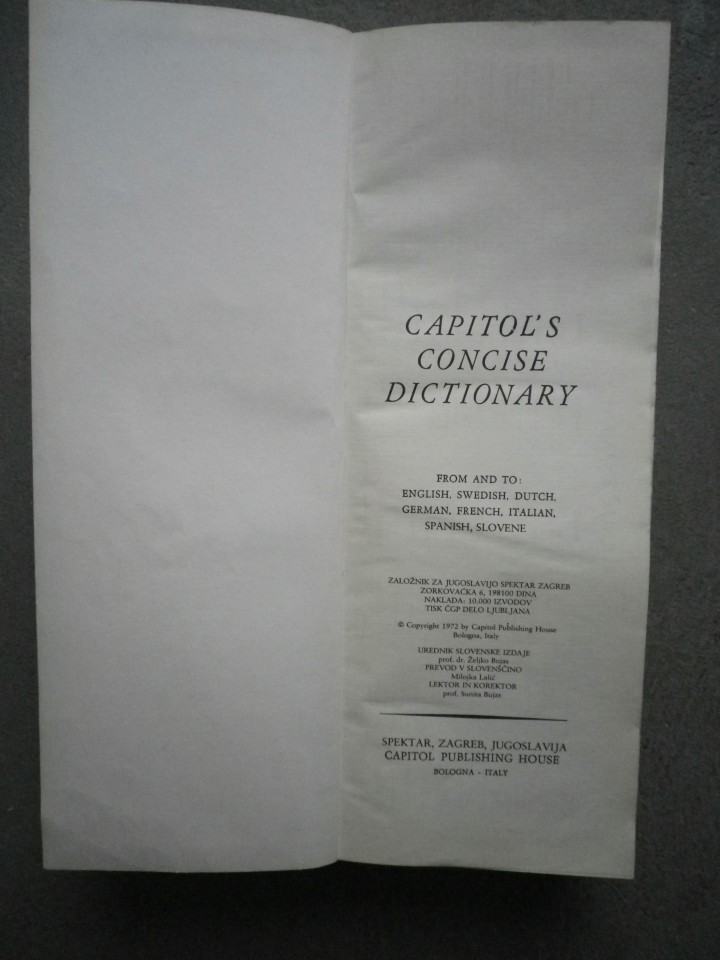 CAPITOL'S
CONCISE
DICTIONARY
FROM AND TO:
ENGLISH, SWEDISH, DUTCH,
GERMAN, FRENCH, ITALIAN,
SPANISH, SLOVENE
ZALOŽNIK ZA JUGOSLAVIJO SPEKTAR ZAGREB
ZORKOVAČKA 6, 198100 DINA
NAKLADA: 10.000 IZVODOV
TISK ČGP DELO LJUBLJANA
© Copyright 1972 by Capitol Publishing House
Bologna, Italy
UREDNIK SLOVENSKE IZDAJE
prof. dr. Željko Bujas
PREVOD V SLOVENŠČINO
Milojka Lalić
LEKTOR IN KOREKTOR
prof. Sunita Bujas
SPEKTAR, ZAGREB, JUGOSLAVIJA
CAPITOL PUBLISHING HOUSE
BOLOGNA - ITALY